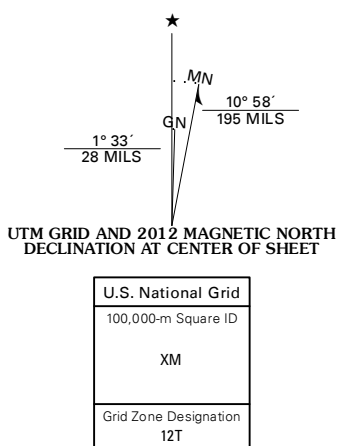 ★
MN
GN
10° 58´
195 MILS
1° 33´
28 MILS
UTM GRID AND 2012 MAGNETIC NORTH
DECLINATION AT CENTER OF SHEET
U.S. National Grid
100,000-m Square ID
XM
Grid Zone Designation
12T